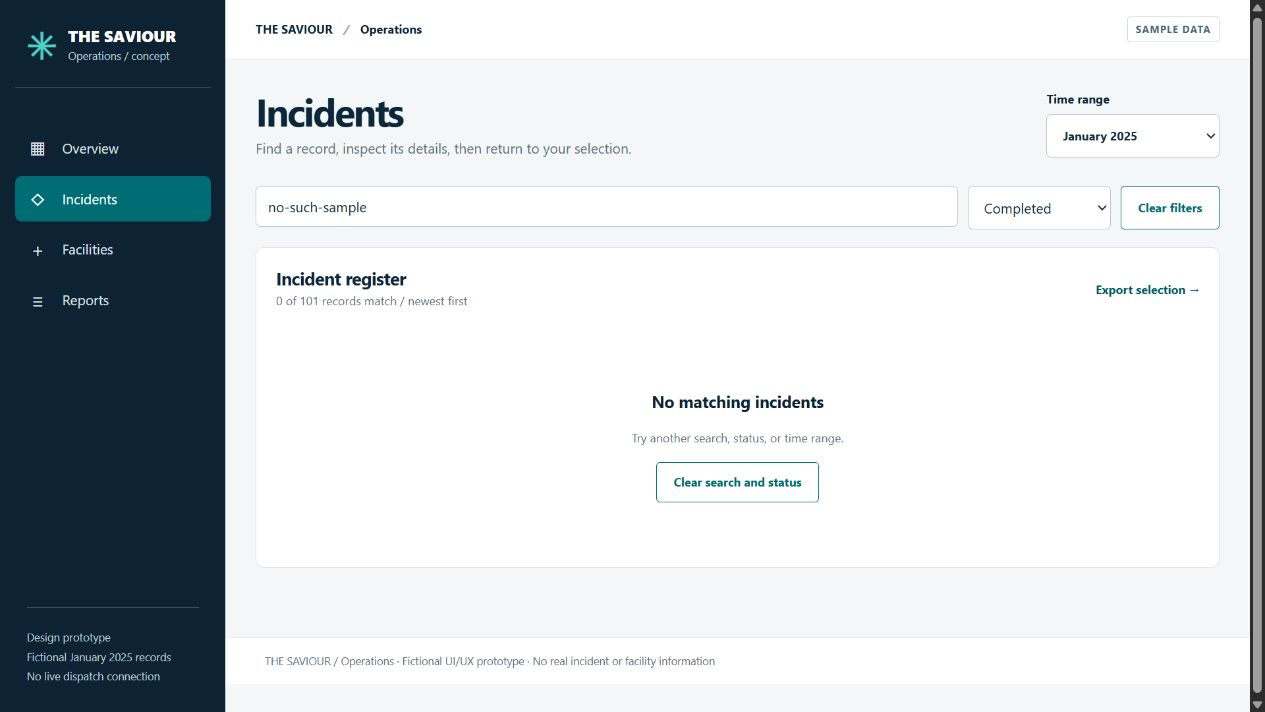 THE SAVIOUR
Operations / concept
Overview
Incidents
Facilities
Reports
Design prototype
Fictional January 2025 records
No live dispatch connection
THE SAVIOUR / Operations
SAMPLE DATA
Incidents
Find a record, inspect its details, then return to your selection.
Time range
January 2025
no-such-sample
Completed
Clear filters
Incident register
0 of 101 records match / newest first
Export selection →
No matching incidents
Try another search, status, or time range.
Clear search and status
THE SAVIOUR / Operations · Fictional UI/UX prototype · No real incident or facility information